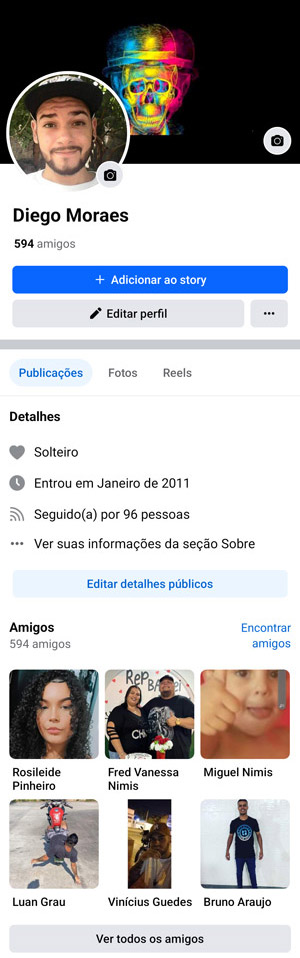 Diego Moraes
594 amigos
Adicionar ao story
Editar perfil
Publicações Fotos Reels
Detalhes
Solteiro
Entrou em Janeiro de 2011
Seguido(a) por 96 pessoas
Ver suas informações da seção Sobre
Editar detalhes públicos
Amigos
594 amigos
Encontrar
amigos
Rosileide
Pinheiro
Fred Vanessa
Nimis
Miguel Nimis
Luan Grau
Vinícius Guedes
Bruno Araujo
Ver todos os amigos